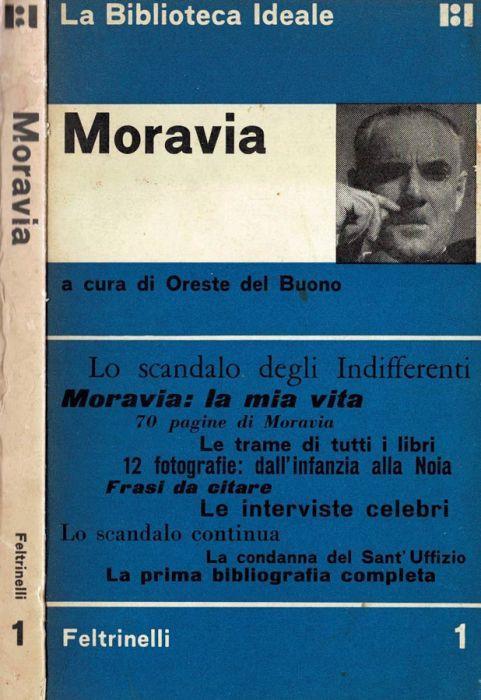 La Biblioteca Ideale
Moravia
a cura di Oreste del Buono
Lo scandalo degli Indifferenti
Moravia: la mia vita
70 pagine di Moravia
Le trame di tutti i libri
12 fotografie: dall'infanzia alla Noia
Frasi da citare
Le interviste celebri
Lo scandalo continua
La condanna del Sant'Uffizio
La prima bibliografia completa
Feltrinelli 1
Moravia
Feltrinelli
1